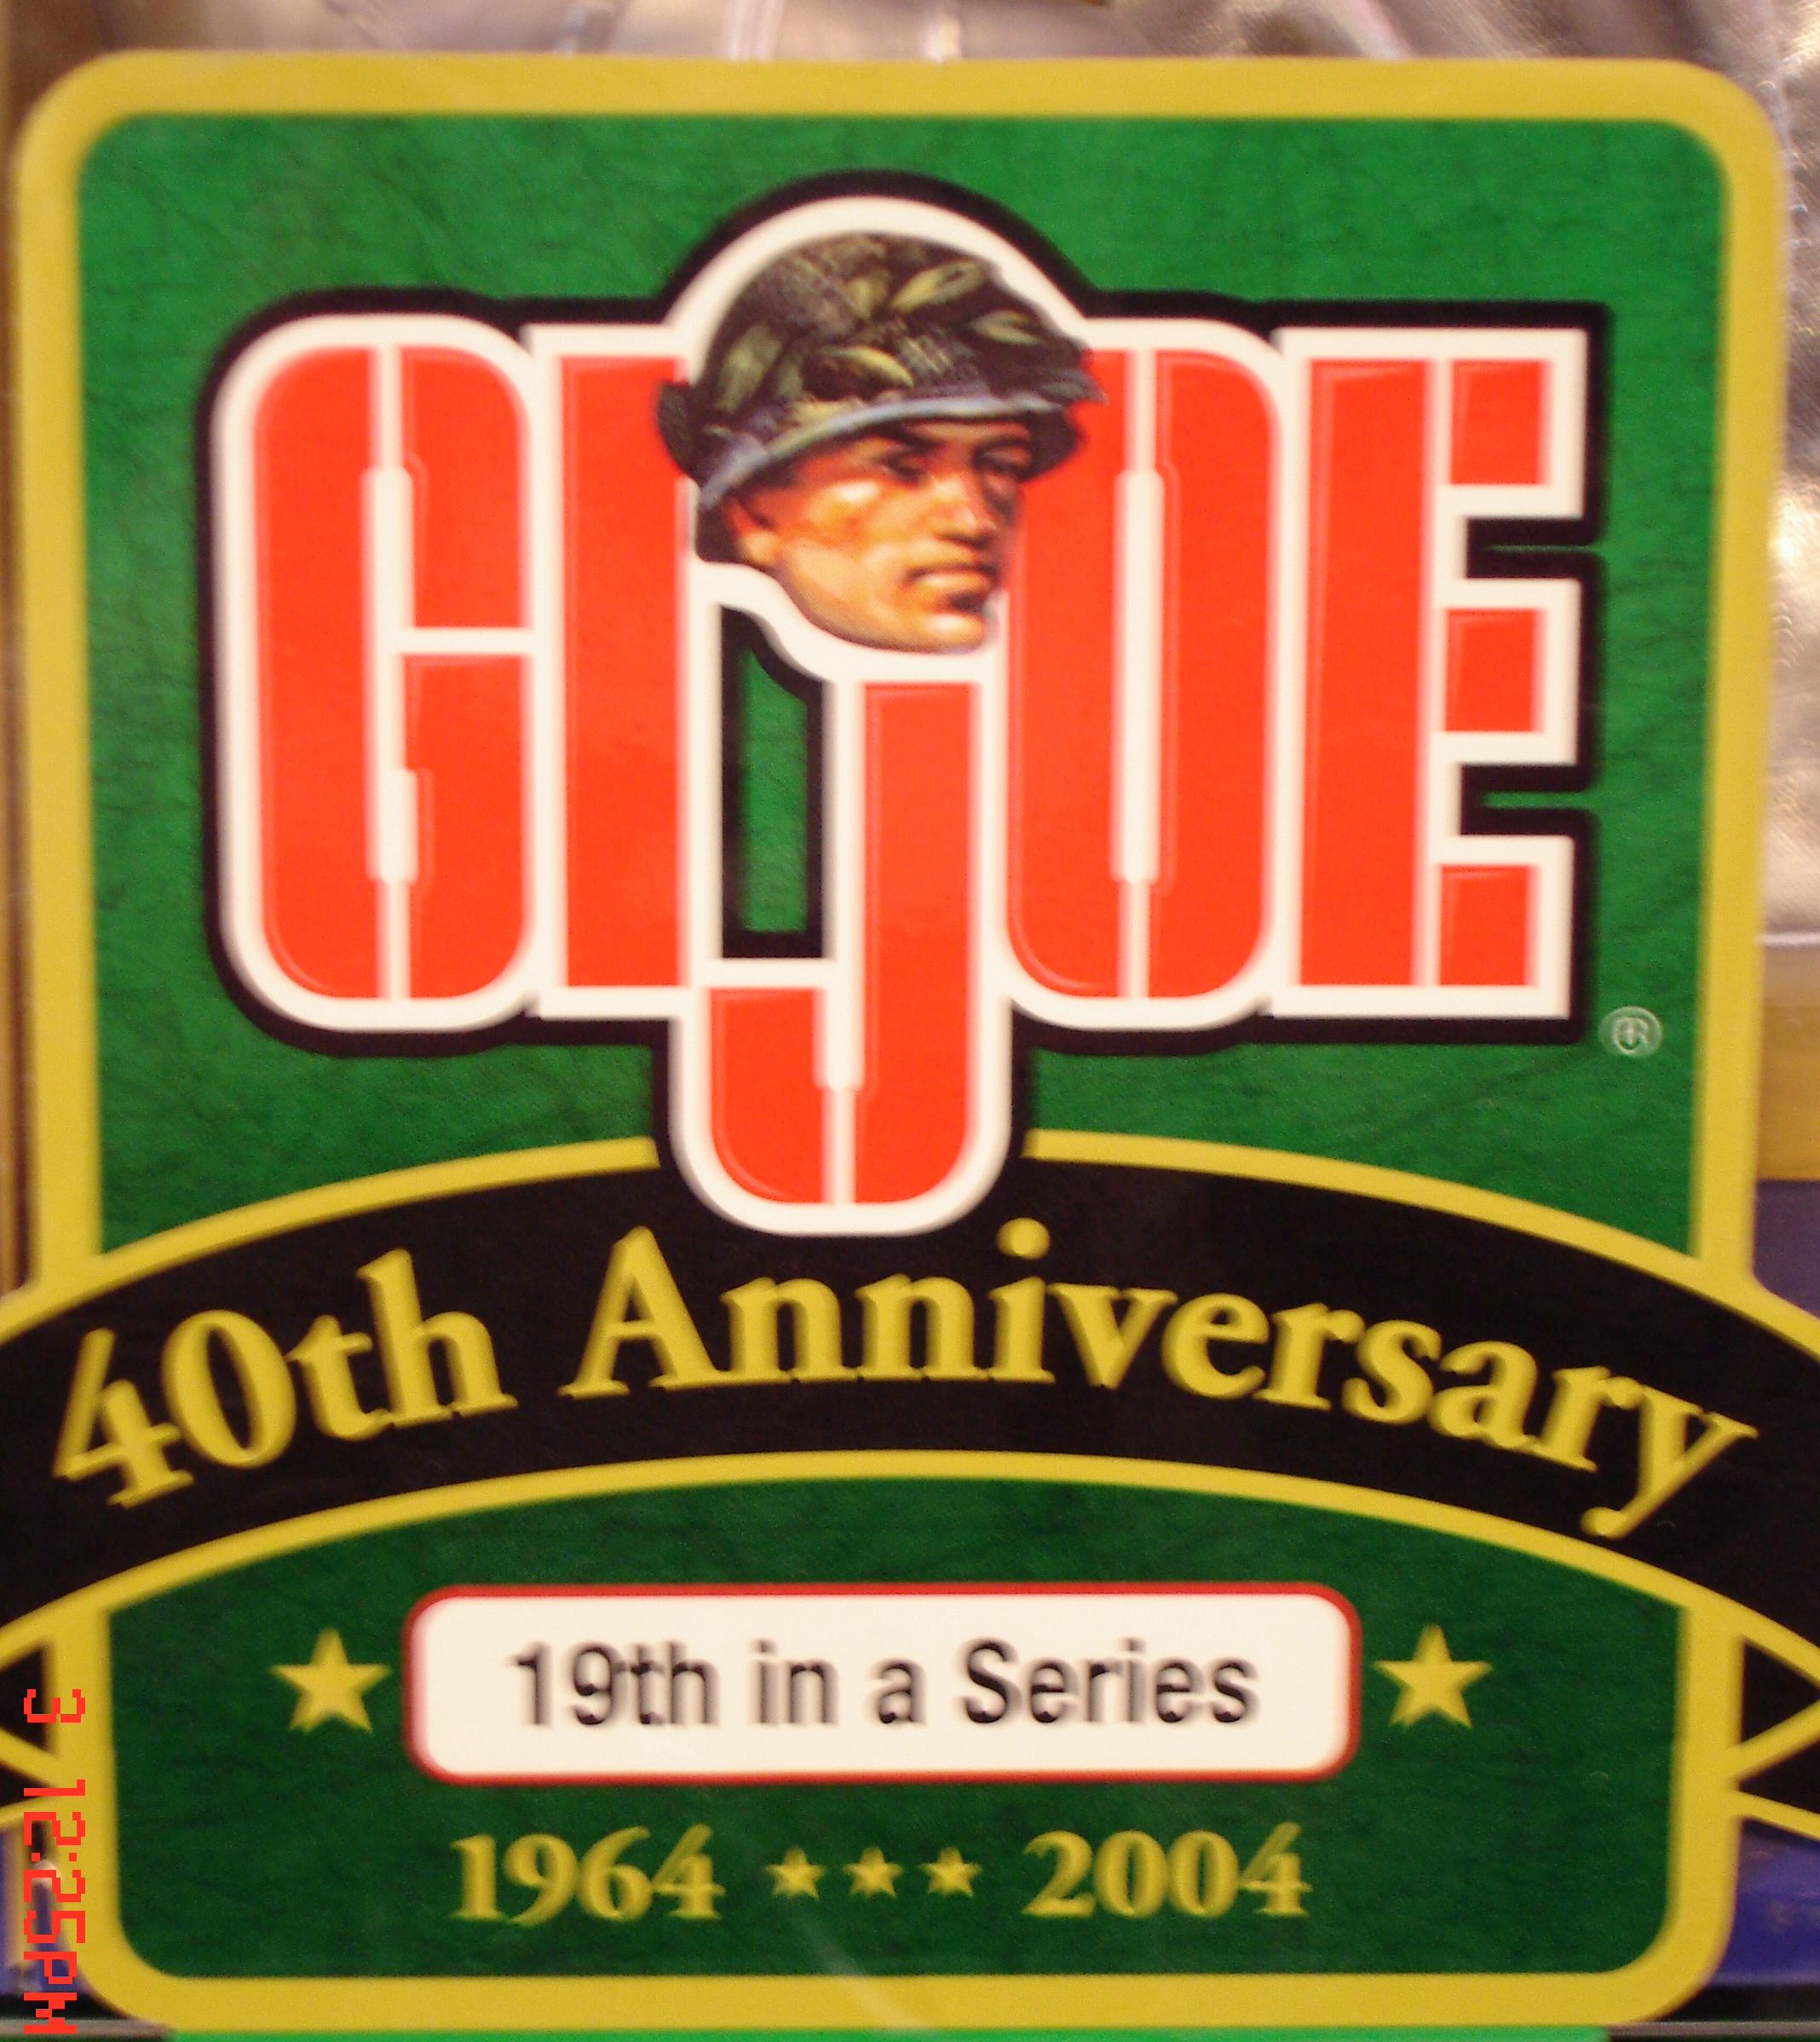 GI JOE
®
40th Anniversary
19th in a Series
1964 ★★★ 2004
3 12:25PM